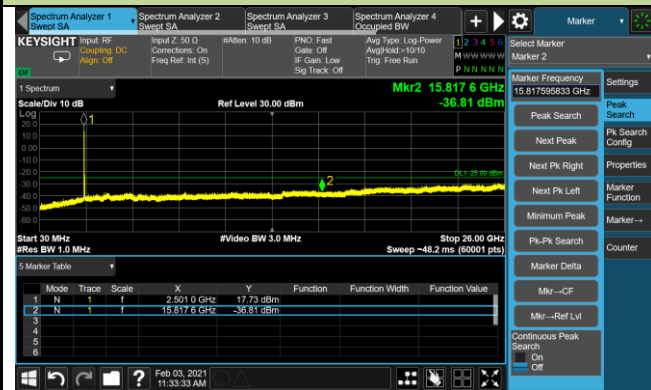 Spectrum Analyzer 1
Swept SA
Spectrum Analyzer 2
Swept SA
Spectrum Analyzer 3
Swept SA
Spectrum Analyzer 4
Occupied BW
Marker
KEYSIGHT
Input: RF
Coupling: DC
Align: Off
Input Z: 50 Ω
Corrections: On
Freq Ref: Int (S)
#Atten: 10 dB
PNO: Fast
Gate: Off
IF Gain: Low
Sig Track: Off
Avg Type: Log-Power
Avg|Hold:>10/10
Trig: Free Run
1 2 3 4 5 6
M W W W W W
P N N N N N
LXI
Select Marker
Marker 2
Marker Frequency
15.817595833 GHz
Settings
Peak Search
Peak
Search
Next Peak
Pk Search
Config
Next Pk Right
Properties
Next Pk Left
Marker
Function
Minimum Peak
Marker→
Pk-Pk Search
Counter
Marker Delta
Mkr→CF
Mkr→Ref Lvl
Continuous Peak
Search
On
Off
1 Spectrum
Scale/Div 10 dB
Ref Level 30.00 dBm
Mkr2 15.817 6 GHz
-36.81 dBm
Log
20.0
10.0
0.00
-10.0
-20.0
-30.0
-40.0
-50.0
-60.0
1
2
DL1 -25.00 dBm
Start 30 MHz
#Video BW 3.0 MHz
Stop 26.00 GHz
#Res BW 1.0 MHz
Sweep ~48.2 ms (60001 pts)
5 Marker Table
Mode Trace Scale X Y Function Function Width Function Value
1 N 1 f 2.501 0 GHz 17.73 dBm
2 N 1 f 15.817 6 GHz -36.81 dBm
3
4
5
6
Feb 03, 2021
11:33:33 AM